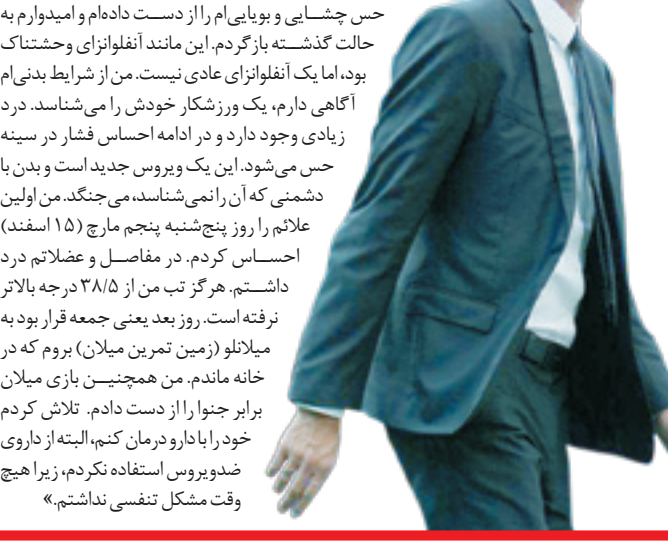 حس چشایی و بویایی‌ام را از دست داده‌ام و امیدوارم به
حالت گذشته بازگردم. این مانند آنفلوانزای وحشتناک
بود، اما یک آنفلوانزای عادی نیست. من از شرایط بدنی‌ام
آگاهی دارم، یک ورزشکار خودش را می‌شناسد. درد
زیادی وجود دارد و در ادامه احساس فشار در سینه
حس می‌شود. این یک ویروس جدید است و بدن با
دشمنی که آن را نمی‌شناسد، می‌جنگد. من اولین
علائم را روز پنج‌شنبه پنجم مارچ (۱۵ اسفند)
احساس کردم. در مفاصل و عضلاتم درد
داشتم. هرگز تب من از ۳۸/۵ درجه بالاتر
نرفته است. روز بعد یعنی جمعه قرار بود به
میلانلو (زمین تمرین میلان) بروم که در
خانه ماندم. من همچنین بازی میلان
برابر جنوا را از دست دادم. تلاش کردم
خود را با دارو درمان کنم، البته از داروی
ضدویروس استفاده نکردم، زیرا هیچ
وقت مشکل تنفسی نداشتم.»